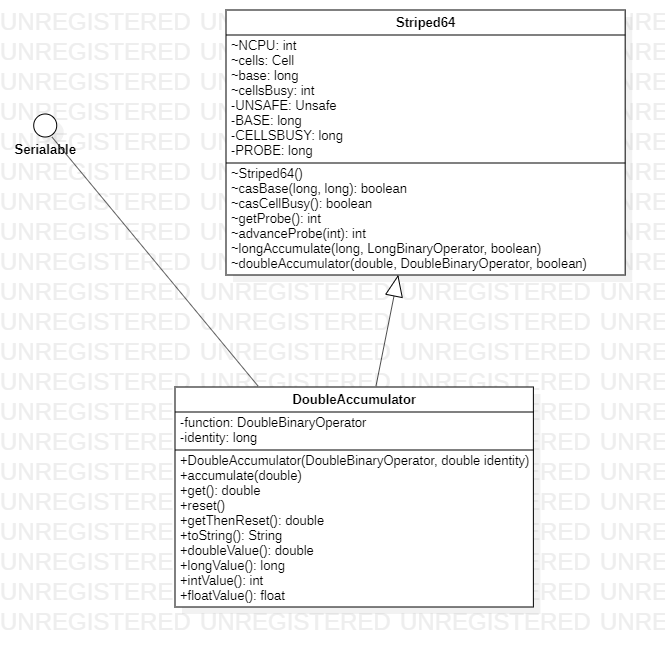 Striped64
~NCPU: int
~cells: Cell
~base: long
~cellsBusy: int
-UNSAFE: Unsafe
-BASE: long
-CELLSBUSY: long
-PROBE: long
~Striped64()
~casBase(long, long): boolean
~casCellBusy(): boolean
~getProbe(): int
~advanceProbe(int): int
~longAccumulate(long, LongBinaryOperator, boolean)
~doubleAccumulator(double, DoubleBinaryOperator, boolean)
Serialable
DoubleAccumulator
-function: DoubleBinaryOperator
-identity: long
+DoubleAccumulator(DoubleBinaryOperator, double identity)
+accumulate(double)
+get(): double
+reset()
+getThenReset(): double
+toString(): String
+doubleValue(): double
+longValue(): long
+intValue(): int
+floatValue(): float
UNREGISTERED UNREGISTERED UNREGISTERED UNREGISTERED